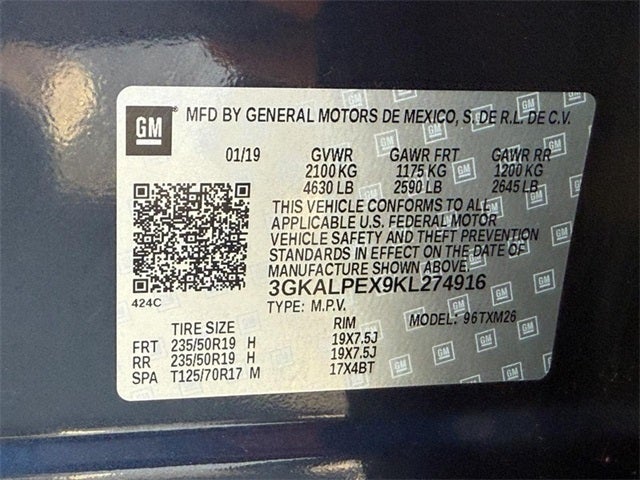 GM MFD BY GENERAL MOTORS DE MEXICO, S. DE R.L. DE C.V.
01/19 GVWR GAWR FRT GAWR RR
2100 KG 1175 KG 1200 KG
4630 LB 2590 LB 2645 LB
THIS VEHICLE CONFORMS TO ALL
APPLICABLE U.S. FEDERAL MOTOR
VEHICLE SAFETY AND THEFT PREVENTION
STANDARDS IN EFFECT ON THE DATE OF
MANUFACTURE SHOWN ABOVE.
3GKALPEX9KL274916
424C
TYPE: M.P.V. MODEL: 96TXM26
TIRE SIZE RIM
FRT 235/50R19 H 19X7.5J
RR 235/50R19 H 19X7.5J
SPA T125/70R17 M 17X4BT